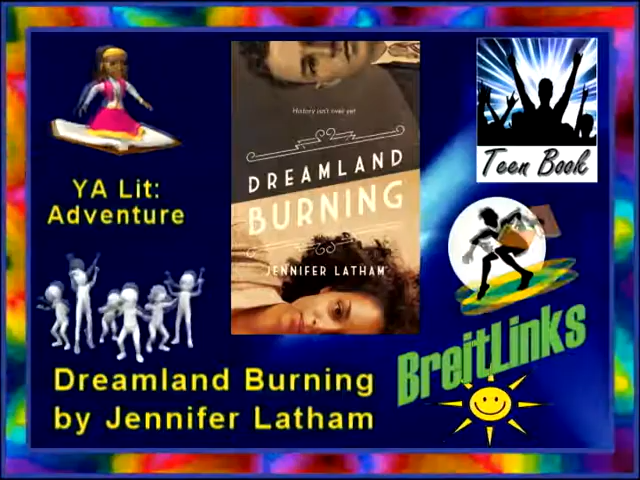 YA Lit:
Adventure
History isn't over yet
DREAMLAND
BURNING
JENNIFER LATHAM
Teen Book
BreitLinks
Dreamland Burning
by Jennifer Latham